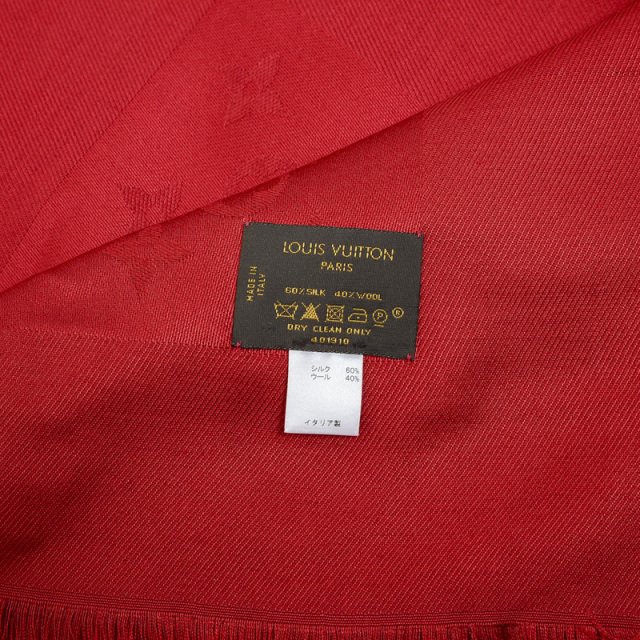 LOUIS VUITTON
PARIS
MADE IN
ITALY
60%SILK 40%WOOL
P ®
DRY CLEAN ONLY
401910
シルク 60%
ウール 40%
イタリア製